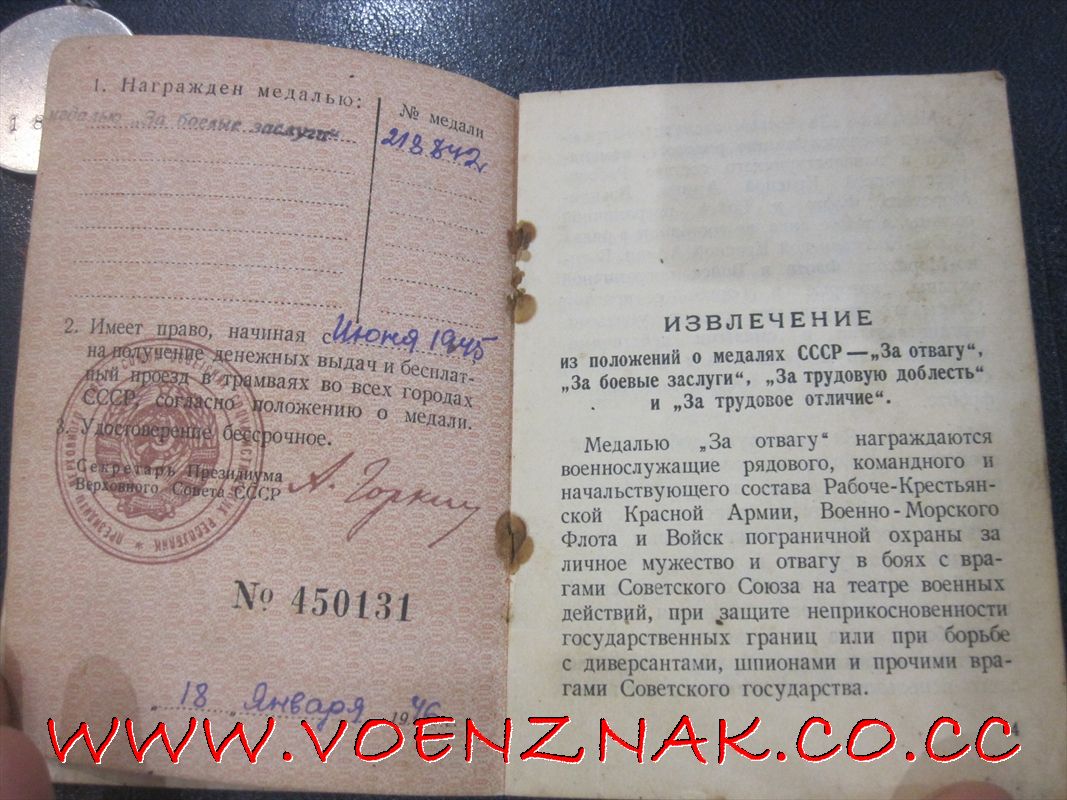 1. Награжден медалью:
медалью „За боевые заслуги“
№ медали
218842
2. Имеет право, начиная с Июня 1945
на получение денежных выдач и бесплат-
ный проезд в трамваях во всех городах
СССР, согласно положению о медали.
3. Удостоверение бессрочное.
Секретарь Президиума
Верховного Совета СССР
А. Горкин
№ 450131
„18 „ Января 1946
ИЗВЛЕЧЕНИЕ
из положений о медалях СССР—„За отвагу“,
„За боевые заслуги“, „За трудовую доблесть“
и „За трудовое отличие“.
Медалью „За отвагу“ награждаются
военнослужащие рядового, командного и
начальствующего состава Рабоче-Крестьян-
ской Красной Армии, Военно-Морского
Флота и Войск пограничной охраны за
личное мужество и отвагу в боях с вра-
гами Советского Союза на театре военных
действий, при защите неприкосновенности
государственных границ или при борьбе
с диверсантами, шпионами и прочими вра-
гами Советского государства.
4
WWW.VOENZNAK.CO.CC